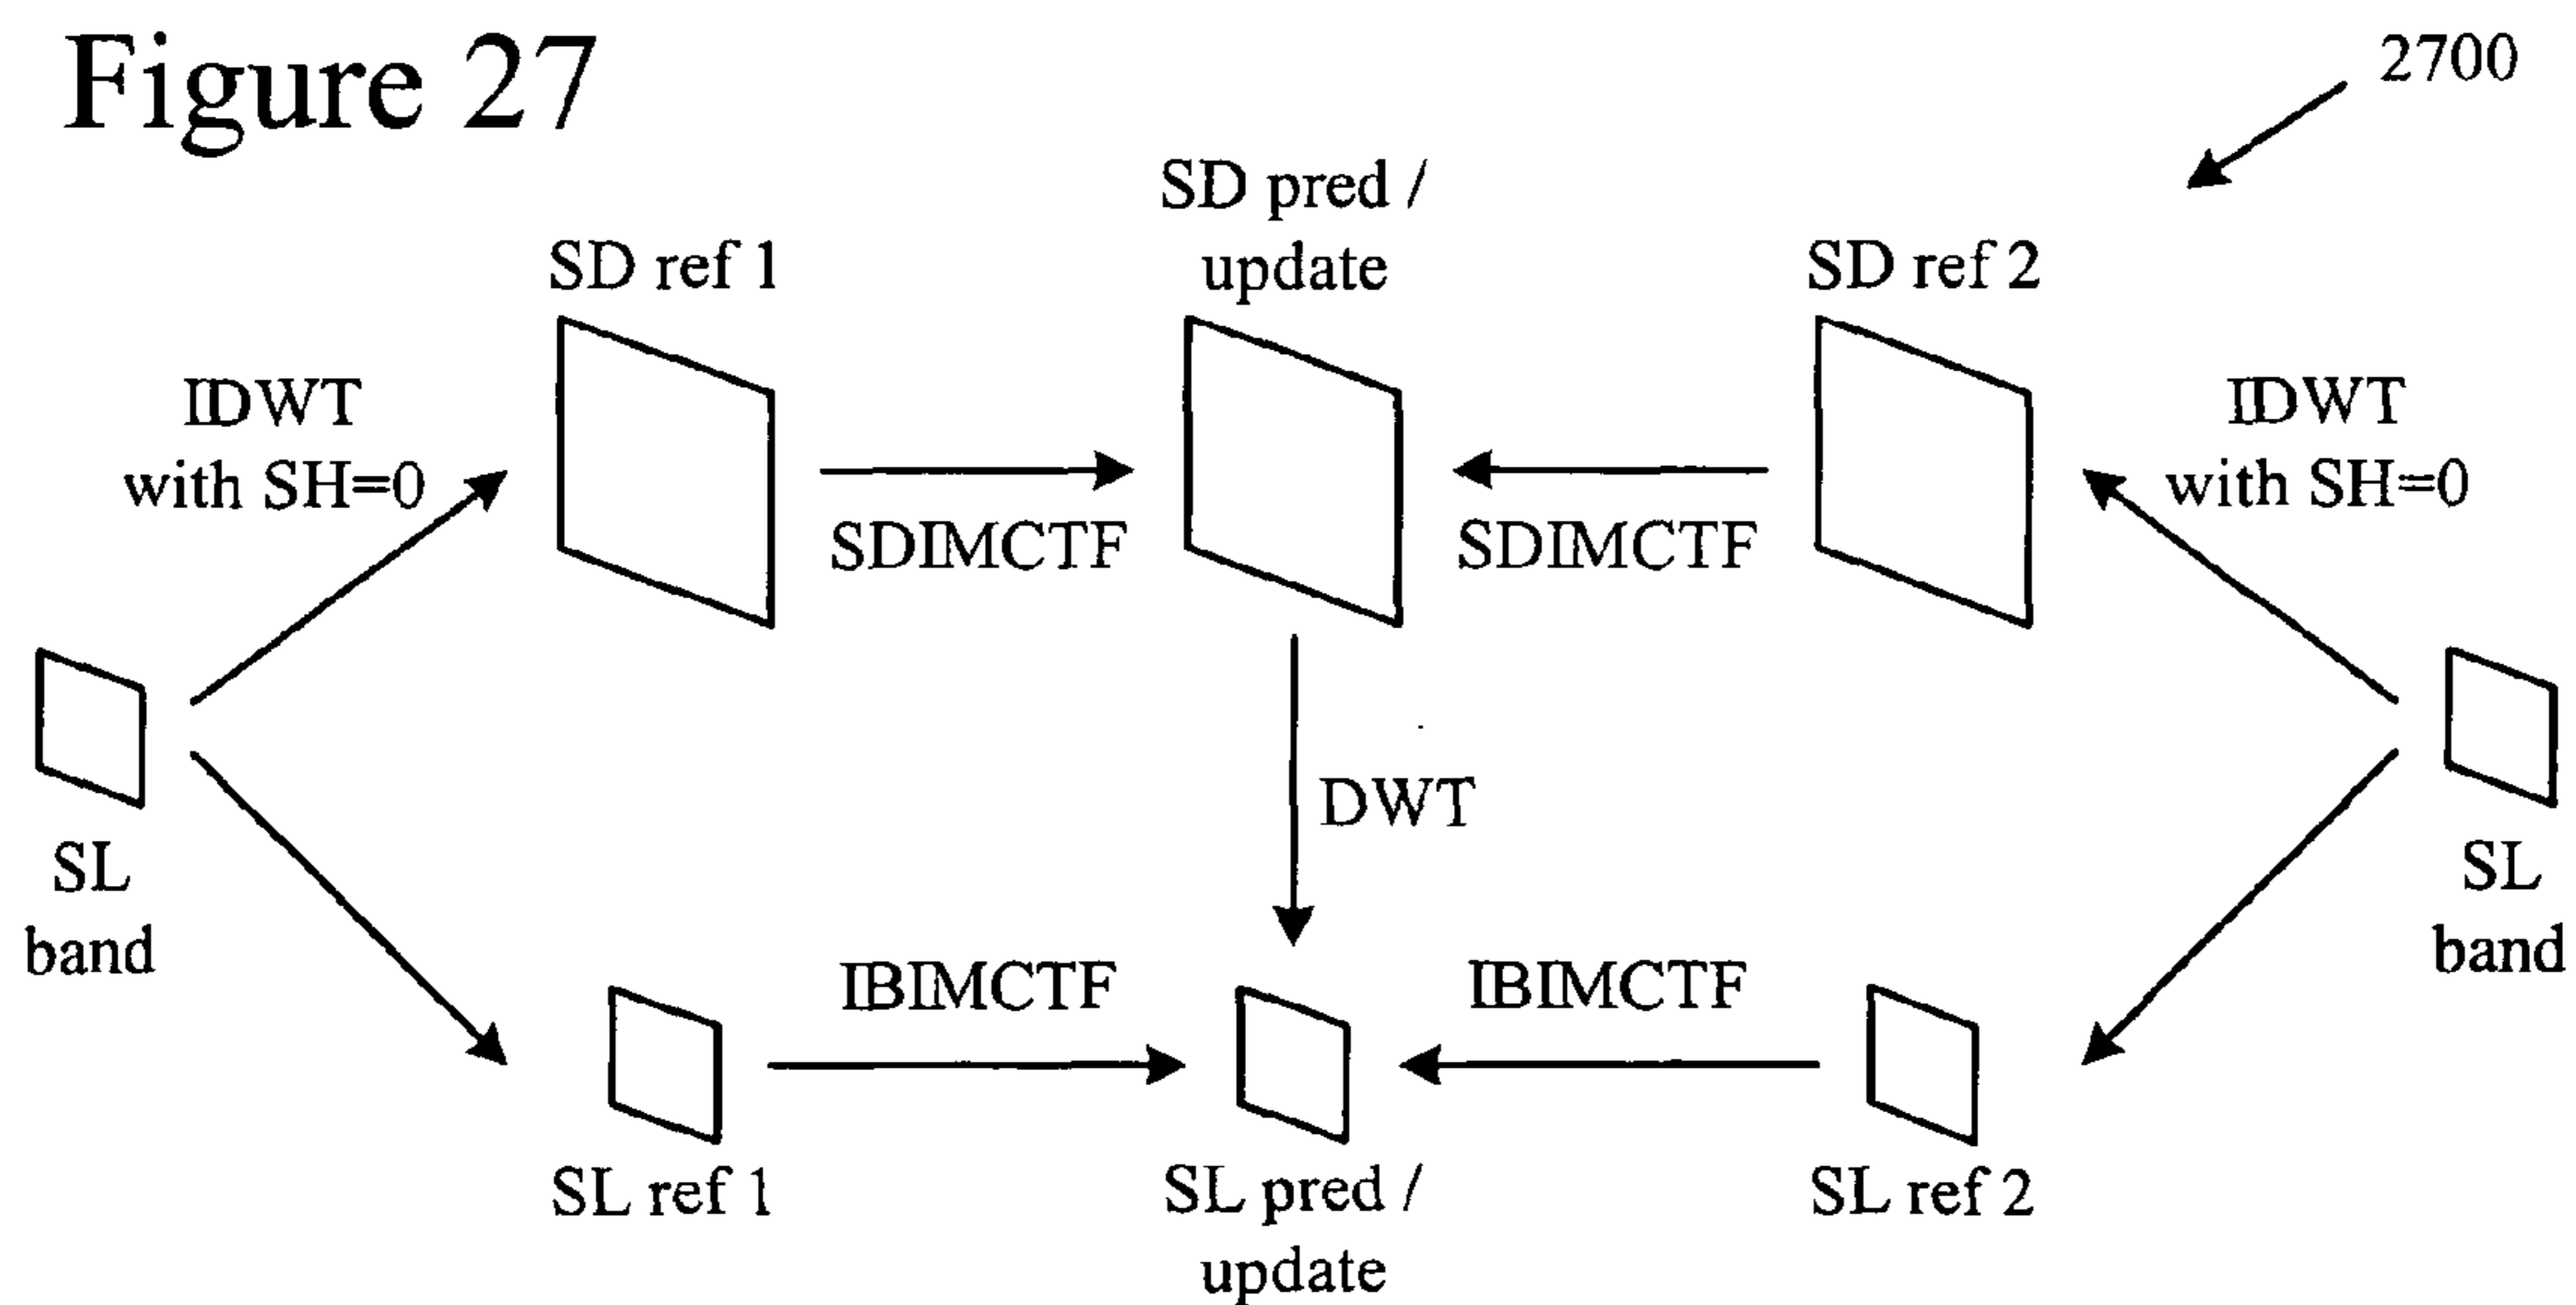 Figure 27
2700
SD pred /
update
SD ref 1
SD ref 2
IDWT
with SH=0
IDWT
with SH=0
SDIMCTF
SDIMCTF
DWT
SL
band
SL
band
IBIMCTF
IBIMCTF
SL ref 1
SL pred /
update
SL ref 2